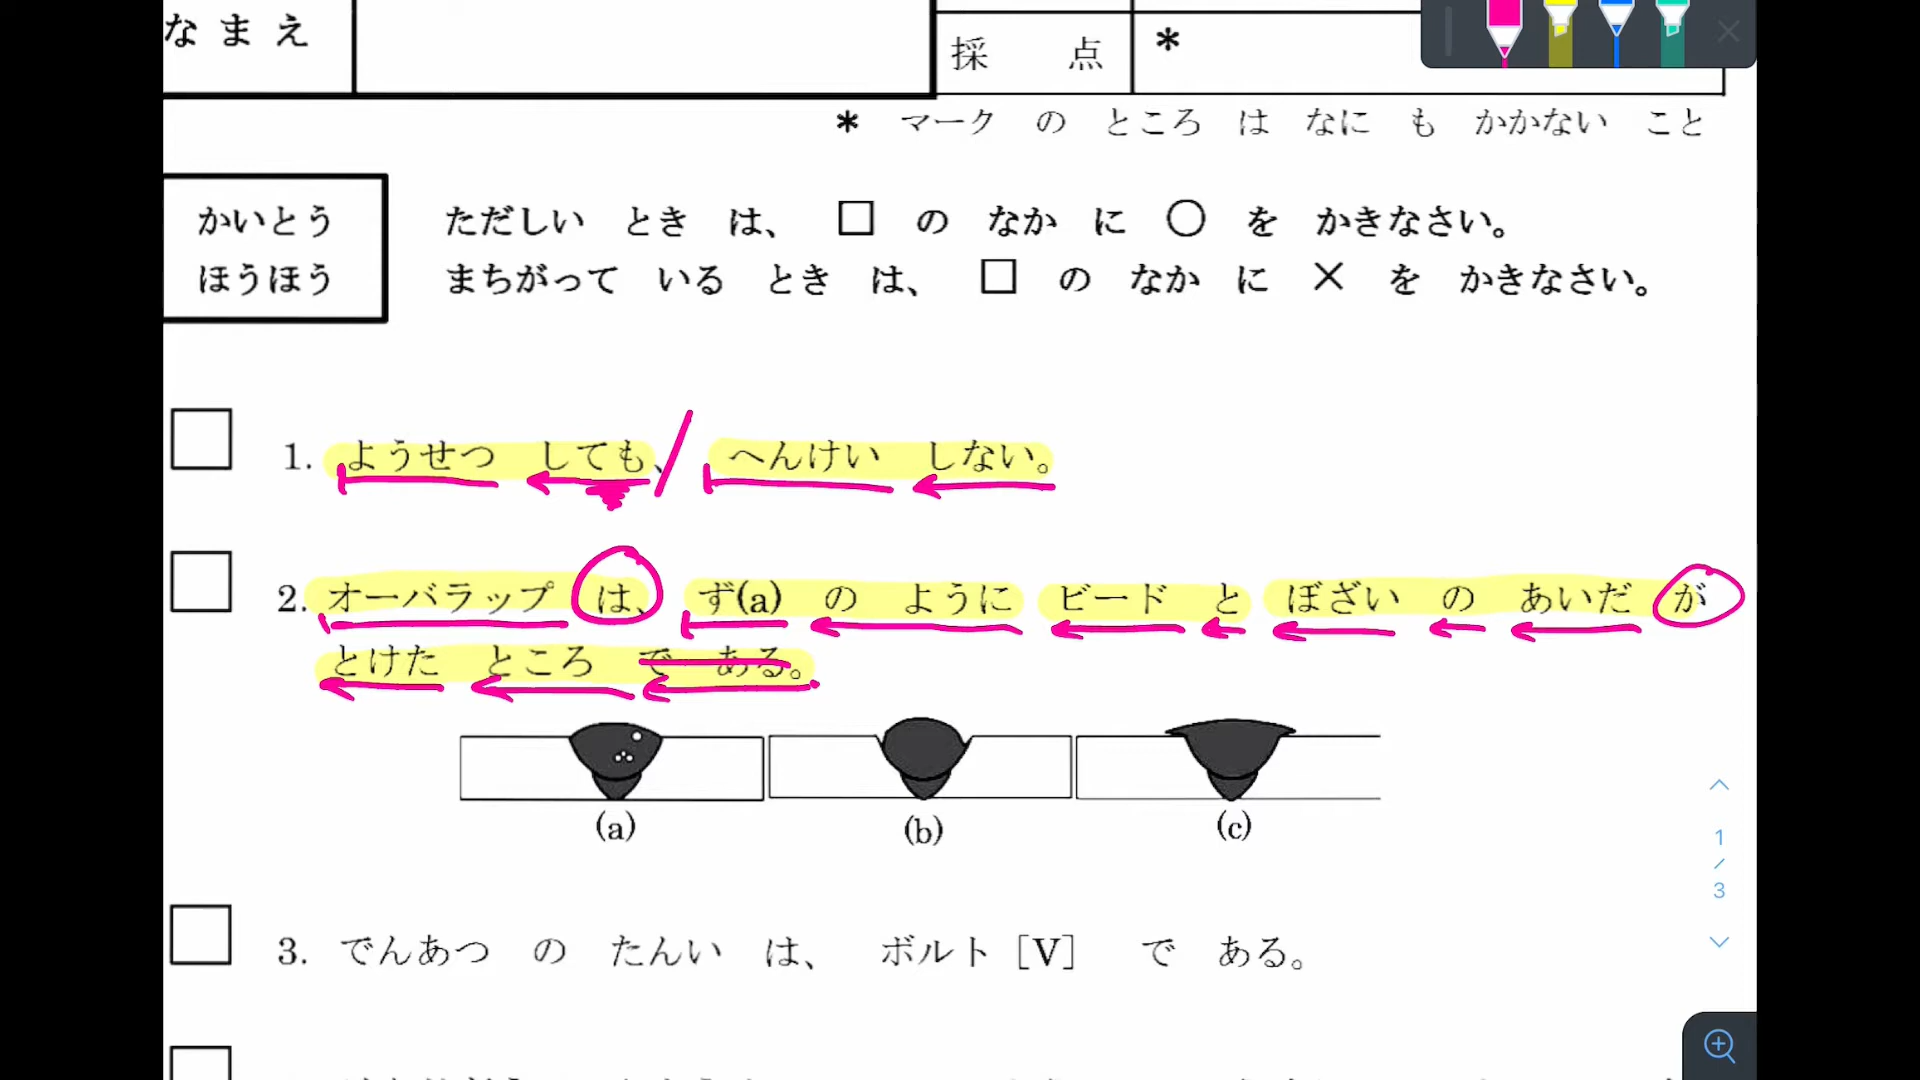 なまえ
採 点 *
* マーク の ところ は なに も かかない こと
かいとう
ほうほう
ただしい とき は、 □ の なか に ○ を かきなさい。
まちがって いる とき は、 □ の なか に × を かきなさい。
1. ようせつ しても、 へんけい しない。
2. オーバラップ は、 ず(a) の ように ビード と ぼざい の あいだ が
とけた ところ で ある。
(a) (b) (c)
3. でんあつ の たんい は、 ボルト[V] で ある。
1
/
3